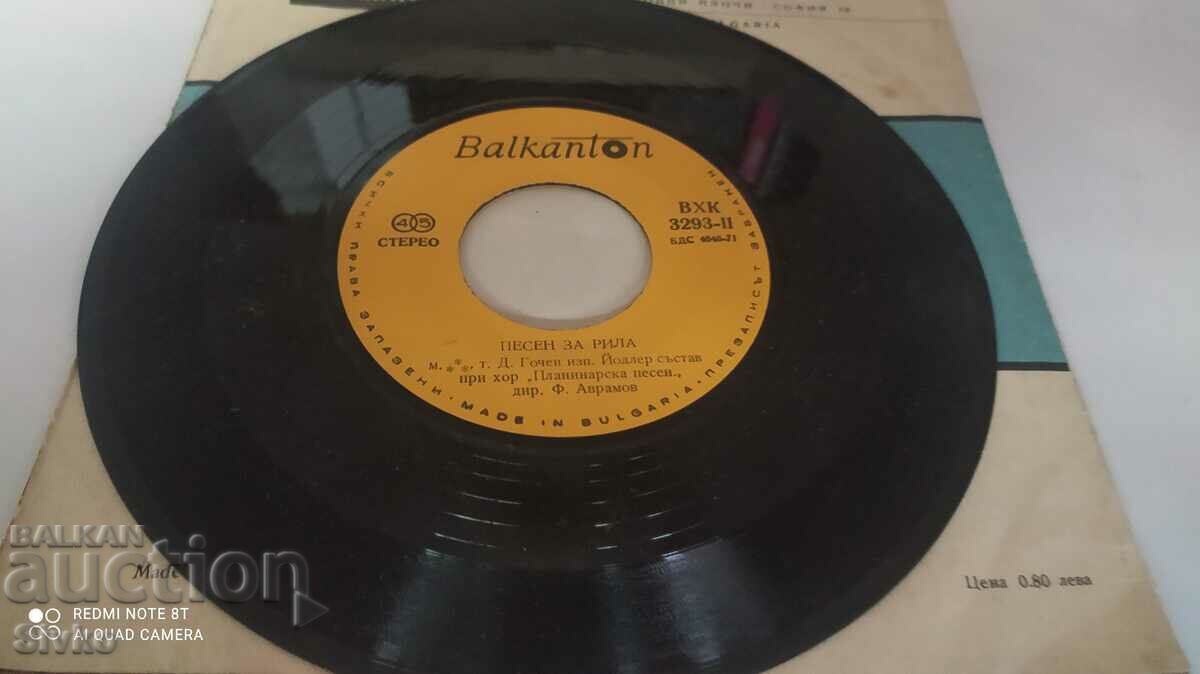 Balkanton
45
СТЕРЕО
ВХК
3293-II
БДС 4040-71
ПЕСЕН ЗА РИЛА
м. ***, т. Д. Гочев изп. Йодлер състав
при хор „Планинарска песен„,
дир. Ф. Аврамов
ВСИЧКИ ПРАВА ЗАПАЗЕНИ · MADE IN BULGARIA · ПРЕЗАПИСЪТ ЗАБРАНЕН
Made
Цена 0.80 лева
BALKAN
auction
REDMI NOTE 8T
AI QUAD CAMERA
Sivko